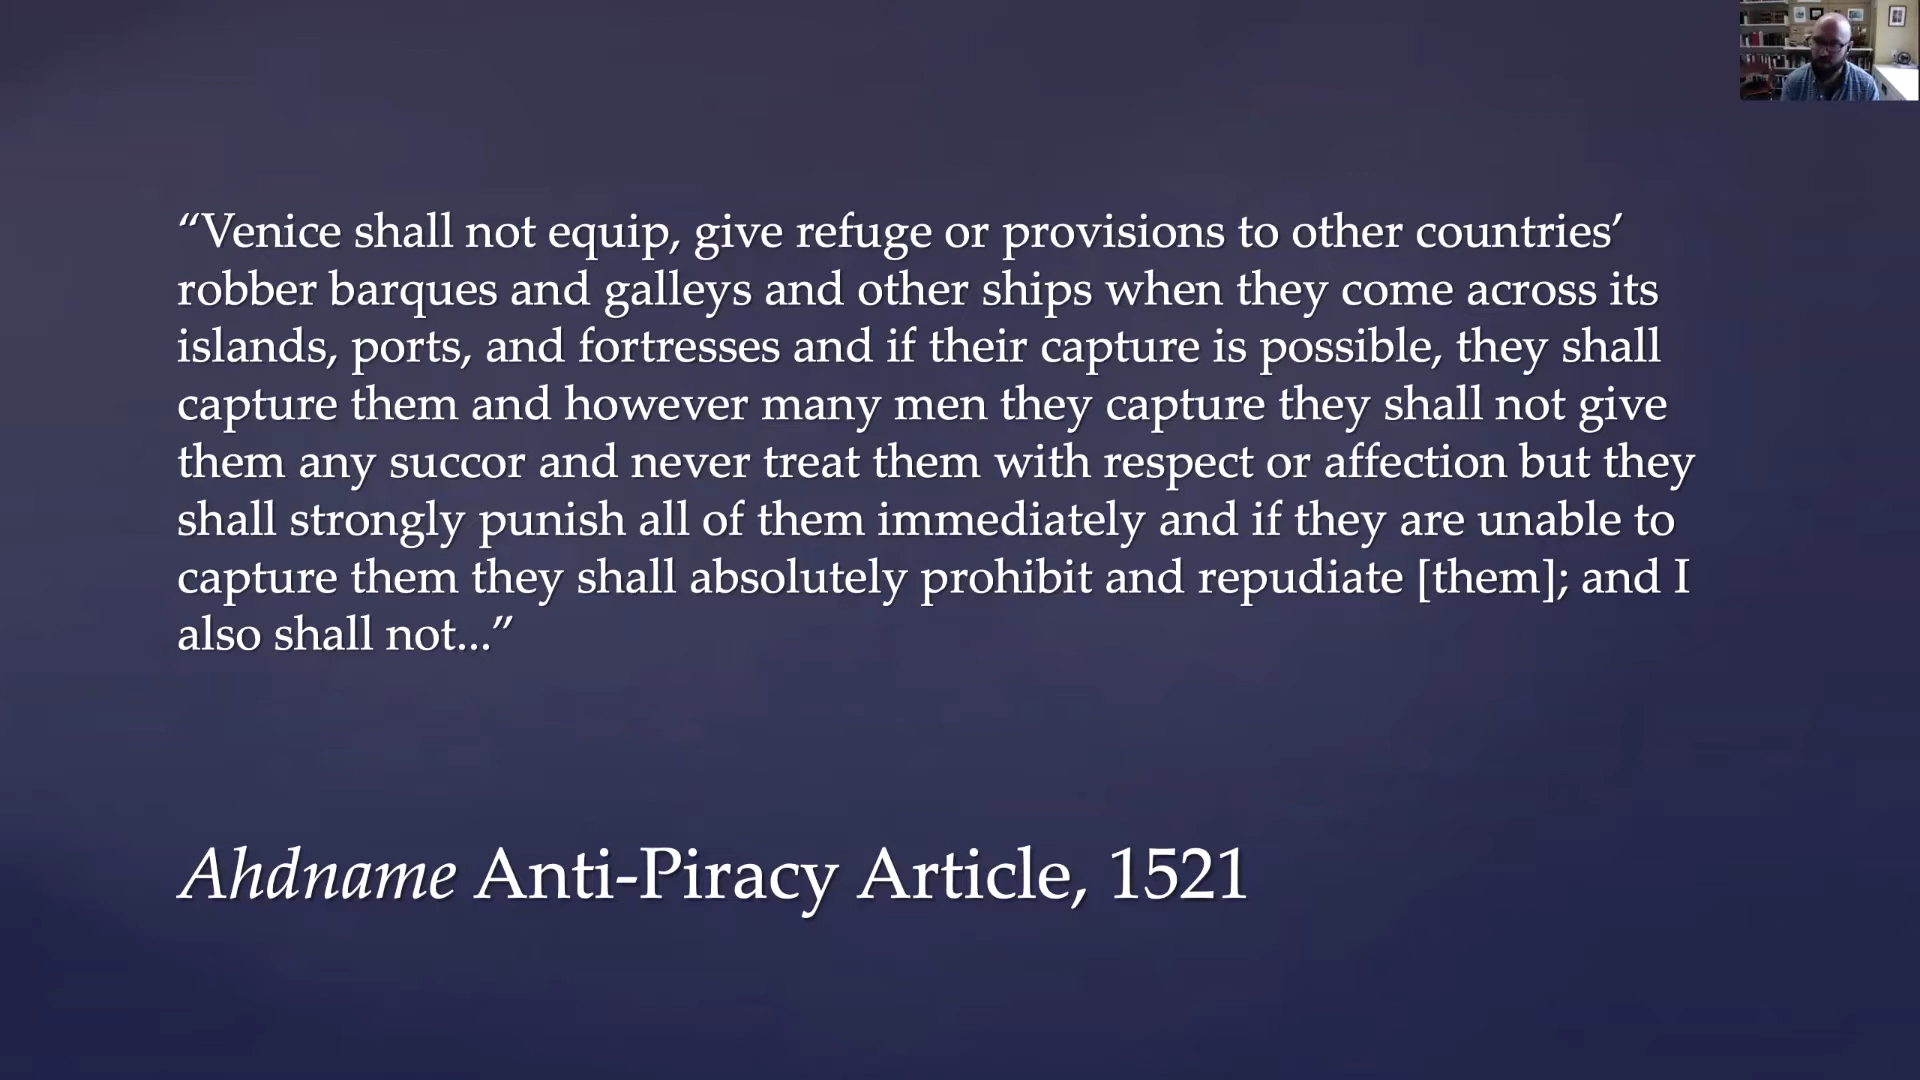 “Venice shall not equip, give refuge or provisions to other countries’
robber barques and galleys and other ships when they come across its
islands, ports, and fortresses and if their capture is possible, they shall
capture them and however many men they capture they shall not give
them any succor and never treat them with respect or affection but they
shall strongly punish all of them immediately and if they are unable to
capture them they shall absolutely prohibit and repudiate [them]; and I
also shall not...”
Ahdname Anti-Piracy Article, 1521